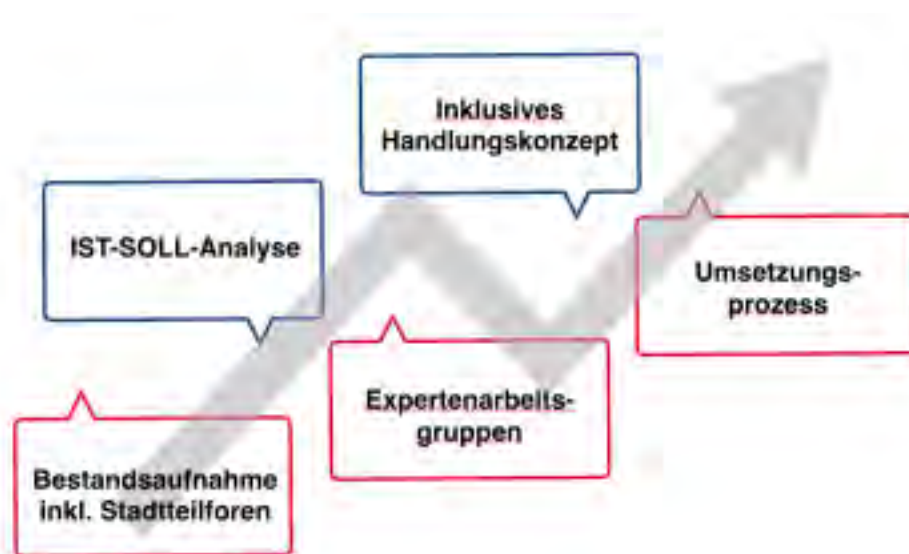 Inklusives
Handlungskonzept
IST-SOLL-Analyse
Umsetzungs-
prozess
Expertenarbeits-
gruppen
Bestandsaufnahme
inkl. Stadtteilforen